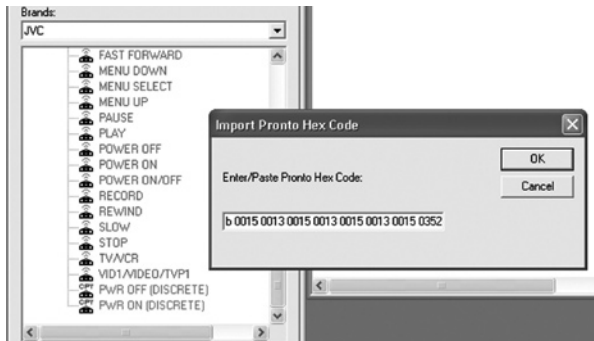 Brands:
JVC
FAST FORWARD
MENU DOWN
MENU SELECT
MENU UP
PAUSE
PLAY
POWER OFF
POWER ON
POWER ON/OFF
RECORD
REWIND
SLOW
STOP
TV/VCR
VID1/VIDEO/TVP1
CPT PWR OFF (DISCRETE)
CPT PWR ON (DISCRETE)
Import Pronto Hex Code
OK
Enter/Paste Pronto Hex Code:
Cancel
b 0015 0013 0015 0013 0015 0013 0015 0352